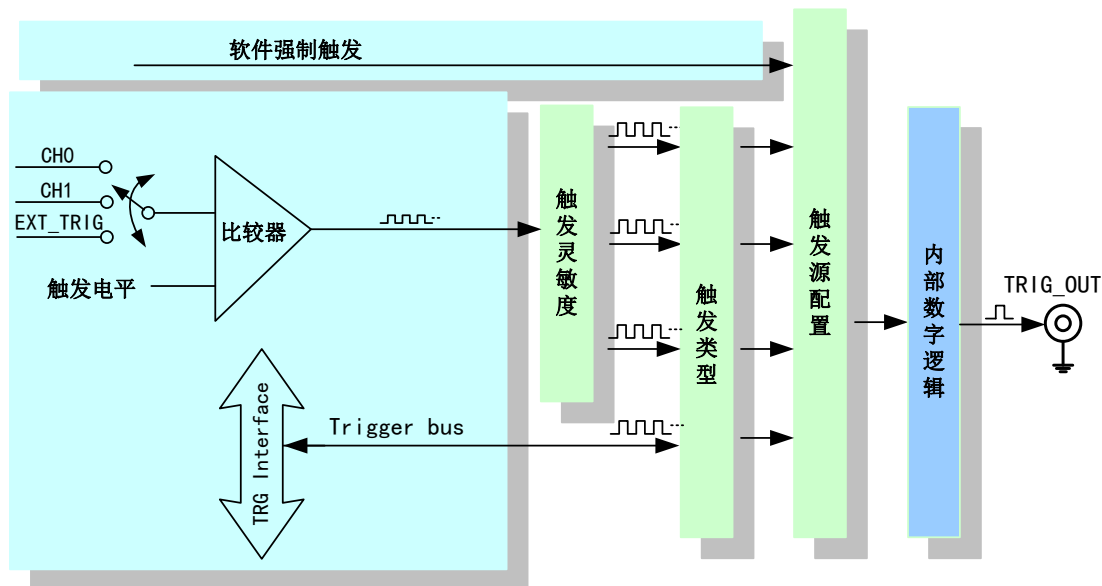 软件强制触发
CH0
CH1
EXT_TRIG
触发电平
比较器
TRG Interface
Trigger bus
触发灵敏度
触发类型
触发源配置
内部数字逻辑
TRIG_OUT